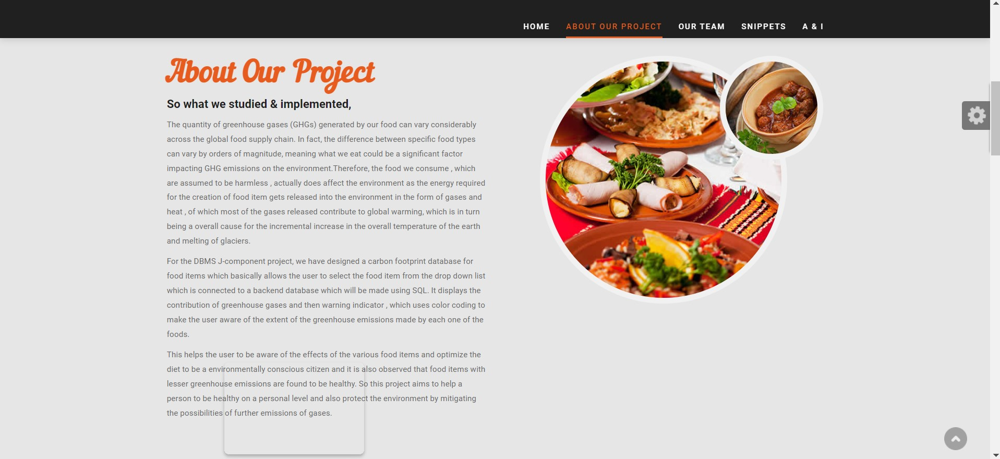 HOME ABOUT OUR PROJECT OUR TEAM SNIPPETS A & I
About Our Project
So what we studied & implemented,
The quantity of greenhouse gases (GHGs) generated by our food can vary considerably
across the global food supply chain. In fact, the difference between specific food types
can vary by orders of magnitude, meaning what we eat could be a significant factor
impacting GHG emissions on the environment.Therefore, the food we consume , which
are assumed to be harmless , actually does affect the environment as the energy required
for the creation of food item gets released into the environment in the form of gases and
heat , of which most of the gases released contribute to global warming, which is in turn
being a overall cause for the incremental increase in the overall temperature of the earth
and melting of glaciers.
For the DBMS J-component project, we have designed a carbon footprint database for
food items which basically allows the user to select the food item from the drop down list
which is connected to a backend database which will be made using SQL. It displays the
contribution of greenhouse gases and then warning indicator , which uses color coding to
make the user aware of the extent of the greenhouse emissions made by each one of the
foods.
This helps the user to be aware of the effects of the various food items and optimize the
diet to be a environmentally conscious citizen and it is also observed that food items with
lesser greenhouse emissions are found to be healthy. So this project aims to help a
person to be healthy on a personal level and also protect the environment by mitigating
the possibilities of further emissions of gases.